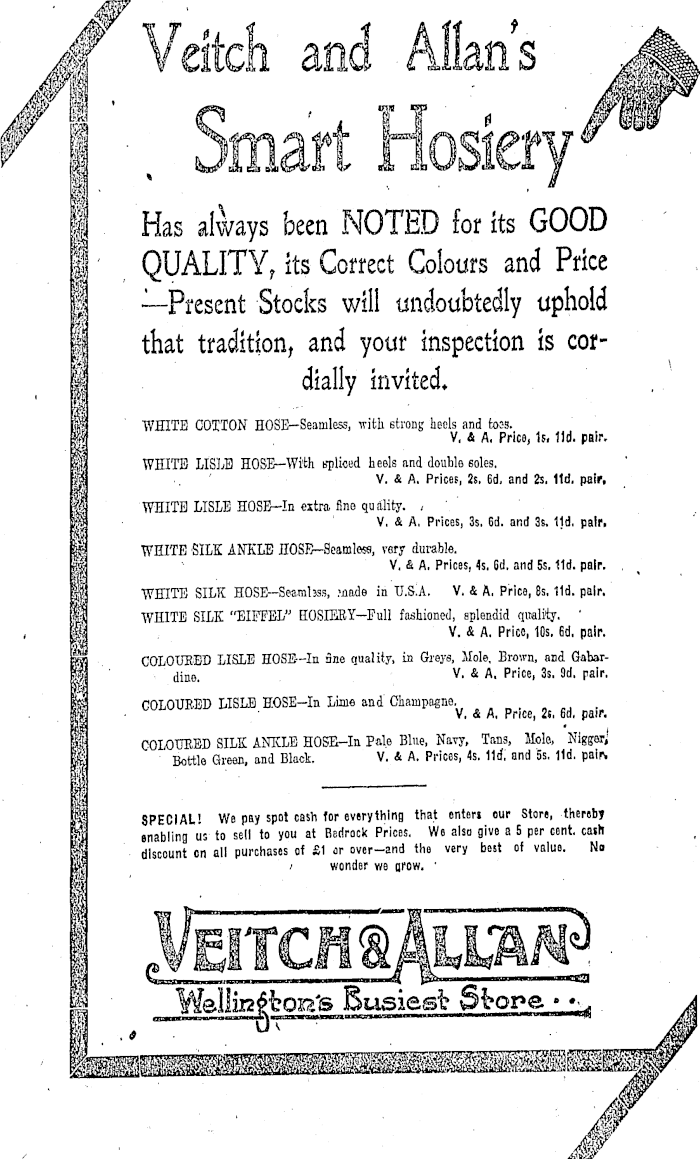 Veitch and Allan's
Smart Hosiery
Has always been NOTED for its GOOD
QUALITY, its Correct Colours and Price
—Present Stocks will undoubtedly uphold
that tradition, and your inspection is cor-
dially invited.
WHITE COTTON HOSE—Seamless, with strong heels and toes.
V. & A. Price, 1s. 11d. pair.
WHITE LISLE HOSE—With spliced heels and double soles.
V. & A. Prices, 2s. 6d. and 2s. 11d. pair.
WHITE LISLE HOSE—In extra fine quality.
V. & A. Prices, 3s. 6d. and 3s. 11d. pair.
WHITE SILK ANKLE HOSE—Seamless, very durable.
V. & A. Prices, 4s. 6d. and 5s. 11d. pair.
WHITE SILK HOSE—Seamless, made in U.S.A. V. & A. Price, 8s. 11d. pair.
WHITE SILK "EIFFEL" HOSIERY—Full fashioned, splendid quality.
V. & A. Price, 10s. 6d. pair.
COLOURED LISLE HOSE—In fine quality, in Greys, Mole, Brown, and Gabar-
dine. V. & A. Price, 3s. 9d. pair.
COLOURED LISLE HOSE—In Lime and Champagne.
V. & A. Price, 2s. 6d. pair.
COLOURED SILK ANKLE HOSE—In Pale Blue, Navy, Tans, Mole, Nigger,
Bottle Green, and Black. V. & A. Prices, 4s. 11d. and 5s. 11d. pair.
SPECIAL! We pay spot cash for everything that enters our Store, thereby
enabling us to sell to you at Bedrock Prices. We also give a 5 per cent. cash
discount on all purchases of £1 or over—and the very best of value. No
wonder we grow.
VEITCH & ALLAN
Wellington's Busiest Store . .